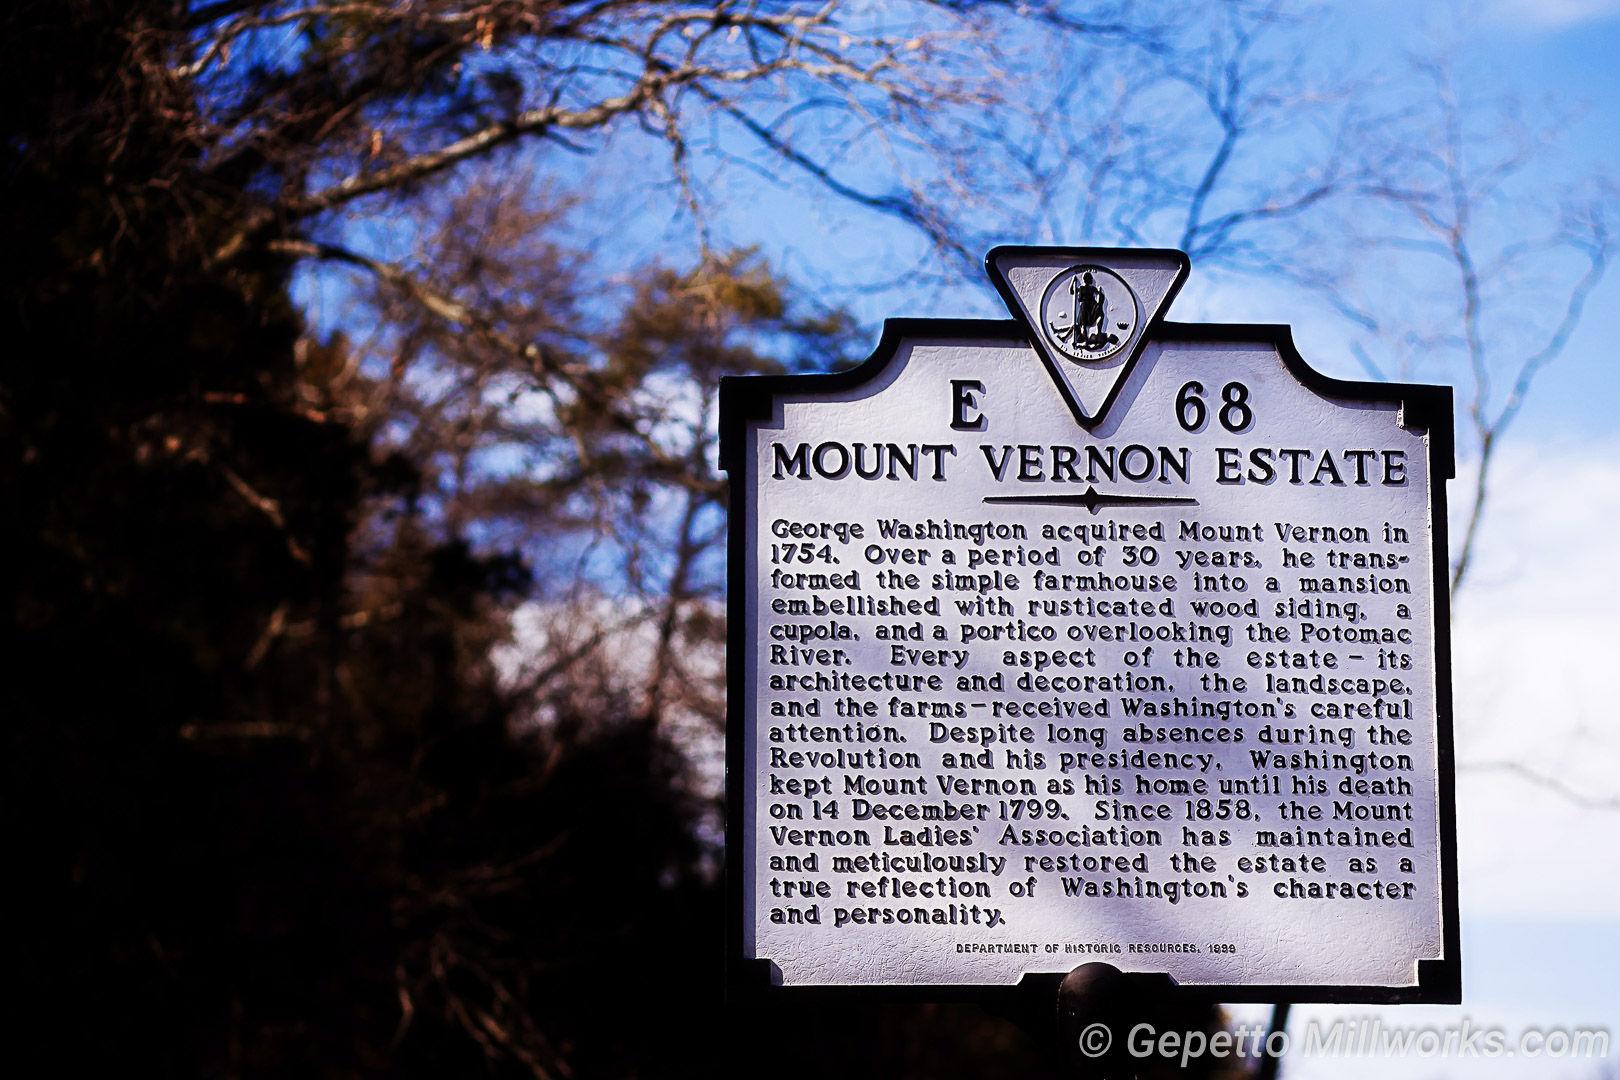 E 68
MOUNT VERNON ESTATE
George Washington acquired Mount Vernon in
1754. Over a period of 30 years, he trans-
formed the simple farmhouse into a mansion
embellished with rusticated wood siding, a
cupola, and a portico overlooking the Potomac
River. Every aspect of the estate – its
architecture and decoration, the landscape,
and the farms – received Washington's careful
attention. Despite long absences during the
Revolution and his presidency, Washington
kept Mount Vernon as his home until his death
on 14 December 1799. Since 1858, the Mount
Vernon Ladies' Association has maintained
and meticulously restored the estate as a
true reflection of Washington's character
and personality.
DEPARTMENT OF HISTORIC RESOURCES, 1999
© Gepetto Millworks.com